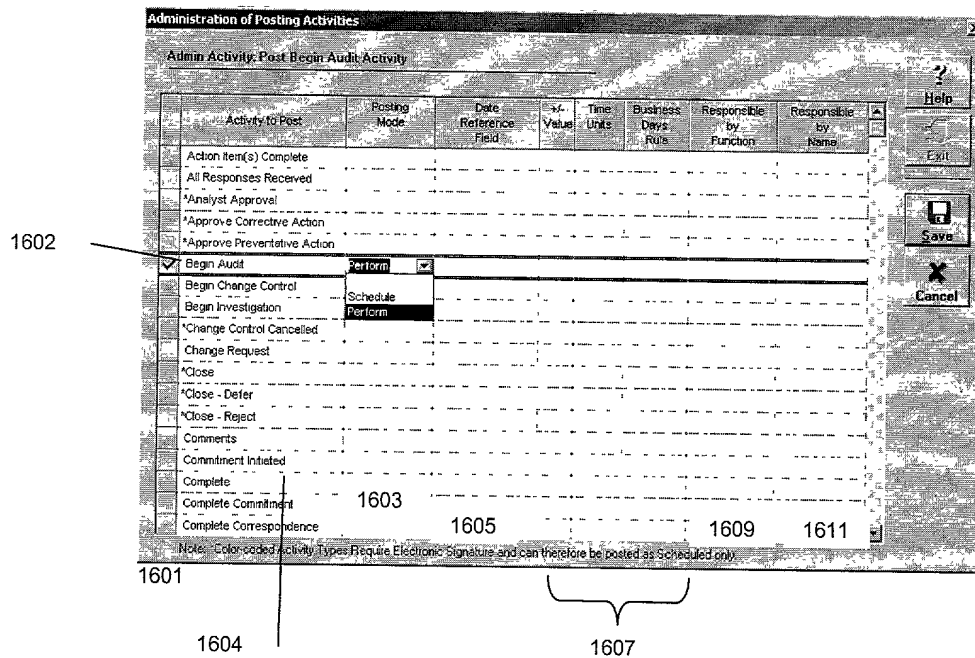 Administration of Posting Activities
Admin Activity: Post Begin Audit Activity
Activity to Post
Posting Mode
Date Reference Field
+/- Value
Time Units
Business Days Rule
Responsible by Function
Responsible by Name
? Help
Exit
Save
Cancel
Action Item(s) Complete
All Responses Received
*Analyst Approval
*Approve Corrective Action
*Approve Preventative Action
1602
Begin Audit Perform
Begin Change Control
Schedule
Begin Investigation
Perform
*Change Control Cancelled
Change Request
*Close
*Close - Defer
*Close - Reject
Comments
Commitment Initiated
Complete
Complete Commitment
1603
Complete Correspondence
1605
1609
1611
Note: Color-coded Activity Types Require Electronic Signature and can therefore be posted as Scheduled only
1601
1604
1607